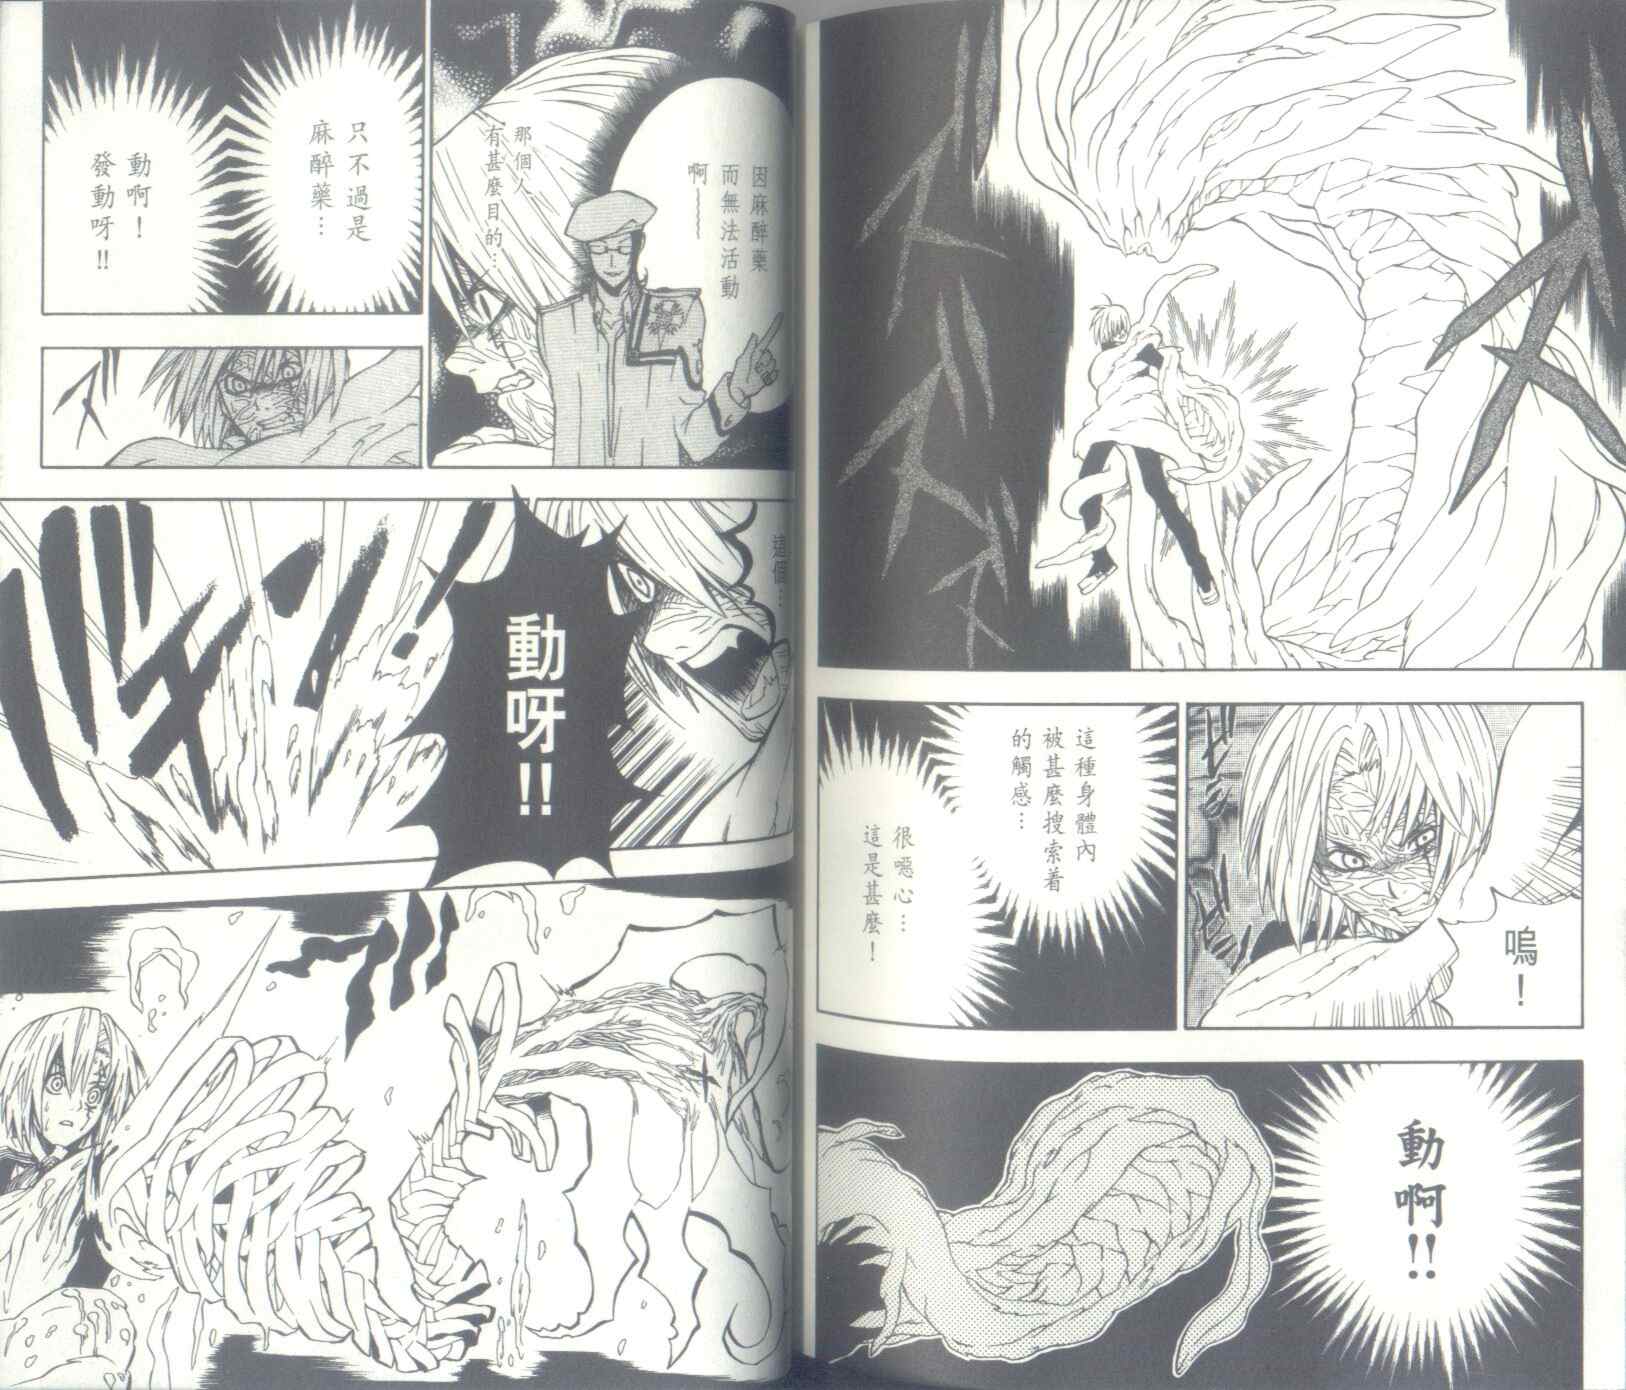 嗚！
這種身體內
被甚麼搜索着
的觸感…
很噁心…
這是甚麼！
動啊!!
因麻醉藥
而無法活動
啊——
那個人
有甚麼目的…
只不過是
麻醉藥…
動啊！
發動呀!!
這個…
動呀!!